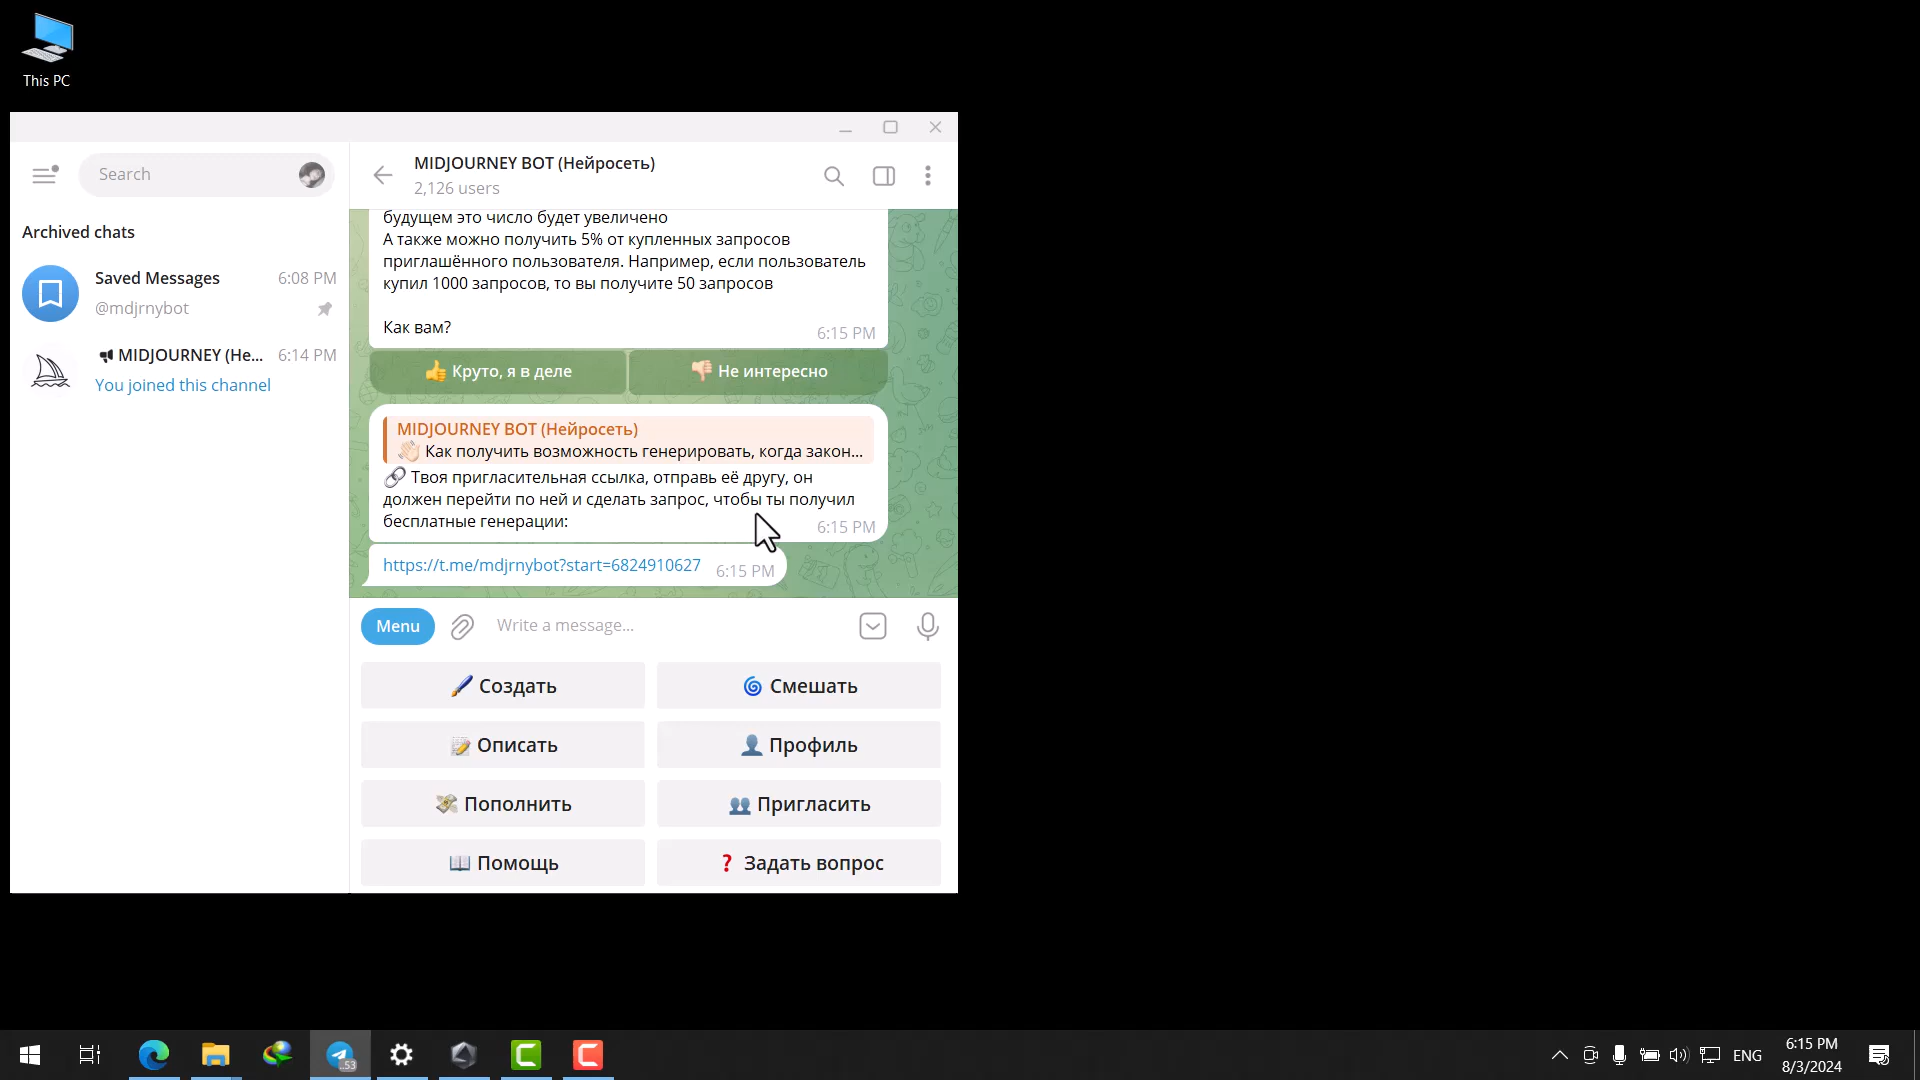 This PC
Search
Archived chats
Saved Messages 6:08 PM
@mdjrnybot
MIDJOURNEY (Не... 6:14 PM
You joined this channel
MIDJOURNEY BOT (Нейросеть)
2,126 users
будущем это число будет увеличено
А также можно получить 5% от купленных запросов
приглашённого пользователя. Например, если пользователь
купил 1000 запросов, то вы получите 50 запросов
Как вам?
6:15 PM
👍 Круто, я в деле
👎🏻 Не интересно
MIDJOURNEY BOT (Нейросеть)
👋🏻 Как получить возможность генерировать, когда закон...
🔗 Твоя пригласительная ссылка, отправь её другу, он
должен перейти по ней и сделать запрос, чтобы ты получил
бесплатные генерации: 6:15 PM
https://t.me/mdjrnybot?start=6824910627 6:15 PM
Menu
Write a message...
🖌 Создать
🌀 Смешать
📝 Описать
👤 Профиль
💸 Пополнить
👥 Пригласить
📖 Помощь
❓ Задать вопрос
..53
ENG
6:15 PM
8/3/2024